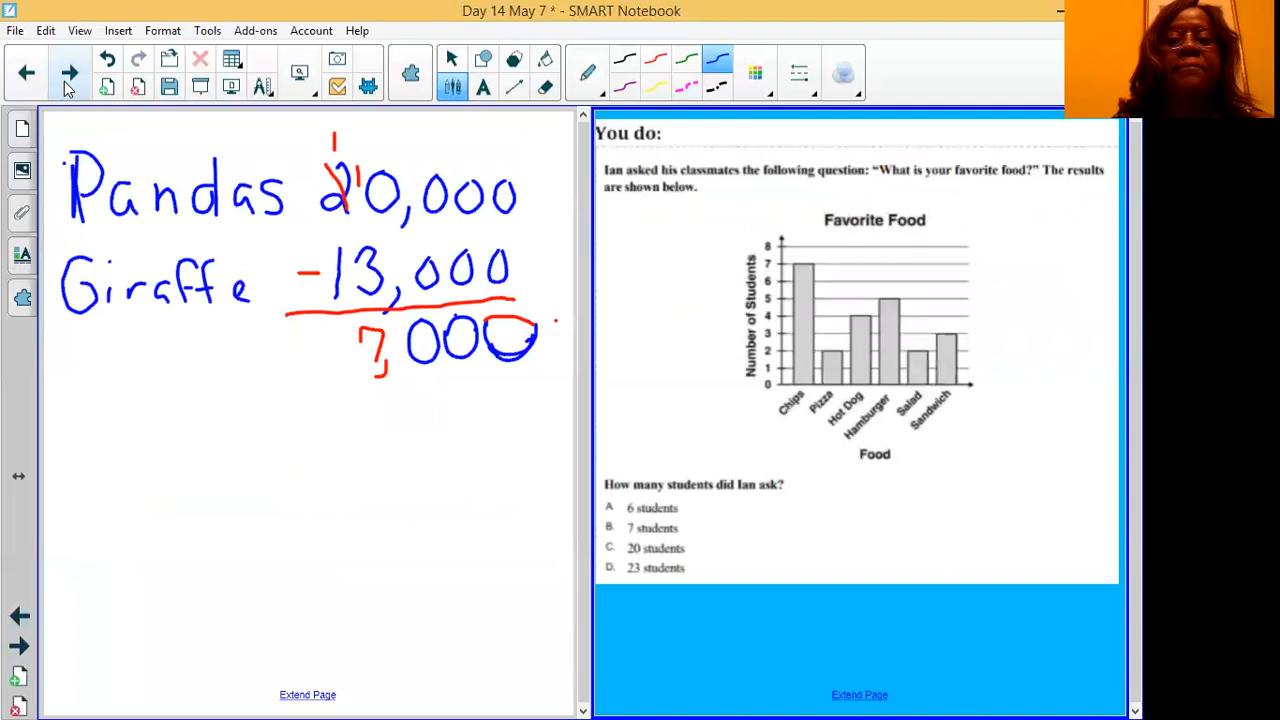 Day 14 May 7 * - SMART Notebook
File Edit View Insert Format Tools Add-ons Account Help
Pandas 20,000
1 1
Giraffe -13,000
7,000
Extend Page
You do:
Ian asked his classmates the following question: “What is your favorite food?” The results
are shown below.
Favorite Food
Number of Students
8
7
6
5
4
3
2
1
0
Chips Pizza Hot Dog Hamburger Salad Sandwich
Food
How many students did Ian ask?
A 6 students
B. 7 students
C. 20 students
D. 23 students
Extend Page